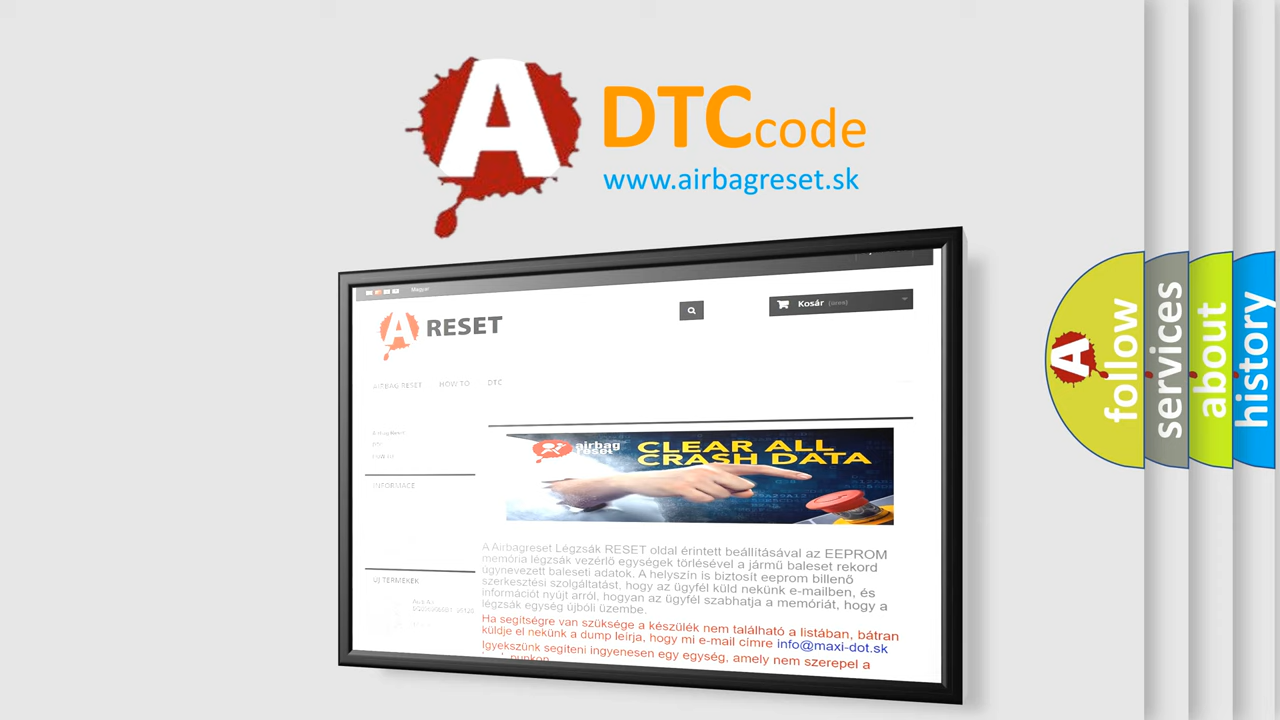 A DTCcode
www.airbagreset.sk
Magyar
A RESET
Kosár (üres)
AIRBAG RESET HOW TO DTC
INFORMACE
airbag
reset
CLEAR ALL
CRASH DATA
A Airbagreset Légzsák RESET oldal érintett beállításával az EEPROM
memória légzsák vezérlő egységek törlésével a jármű baleset rekord
úgynevezett baleseti adatok. A helyszín is biztosít eeprom billenő
szerkesztési szolgáltatást, hogy az ügyfél küld nekünk e-mailben, és
információt nyújt arról, hogyan az ügyfél szabhatja a memóriát, hogy a
légzsák egység újbóli üzembe.
Ha segítségre van szüksége a készülék nem található a listában, bátran
küldje el nekünk a dump leírja, hogy mi e-mail címre info@maxi-dot.sk
Igyekszünk segíteni ingyenesen egy egység, amely nem szerepel a
ÚJ TERMÉKEK
A follow
services
about
history